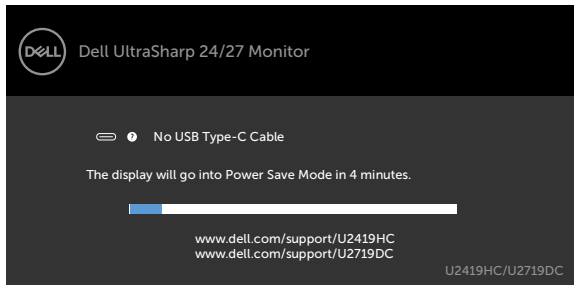 DELL
Dell UltraSharp 24/27 Monitor
? No USB Type-C Cable
The display will go into Power Save Mode in 4 minutes.
www.dell.com/support/U2419HC
www.dell.com/support/U2719DC
U2419HC/U2719DC